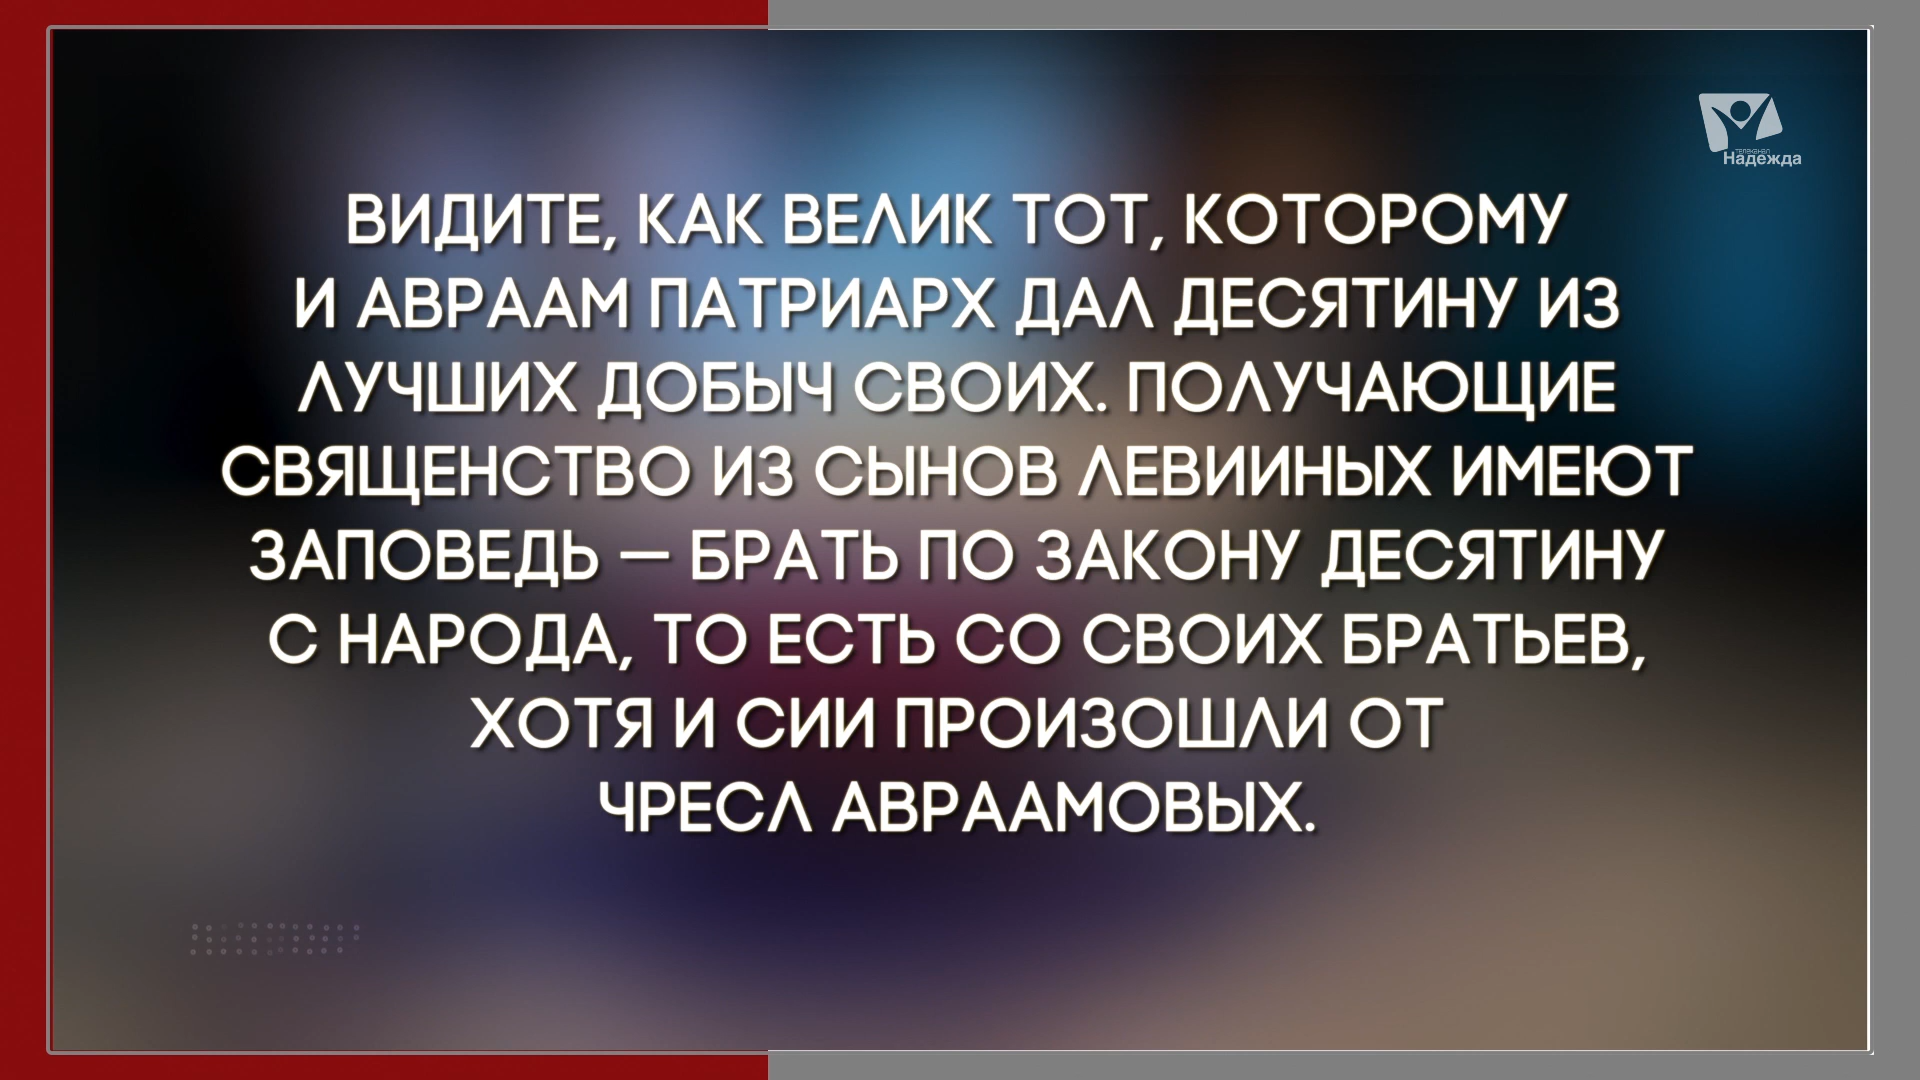 телеканал
Надежда
ВИДИТЕ, КАК ВЕЛИК ТОТ, КОТОРОМУ
И АВРААМ ПАТРИАРХ ДАЛ ДЕСЯТИНУ ИЗ
ЛУЧШИХ ДОБЫЧ СВОИХ. ПОЛУЧАЮЩИЕ
СВЯЩЕНСТВО ИЗ СЫНОВ ЛЕВИИНЫХ ИМЕЮТ
ЗАПОВЕДЬ — БРАТЬ ПО ЗАКОНУ ДЕСЯТИНУ
С НАРОДА, ТО ЕСТЬ СО СВОИХ БРАТЬЕВ,
ХОТЯ И СИИ ПРОИЗОШЛИ ОТ
ЧРЕСЛ АВРААМОВЫХ.